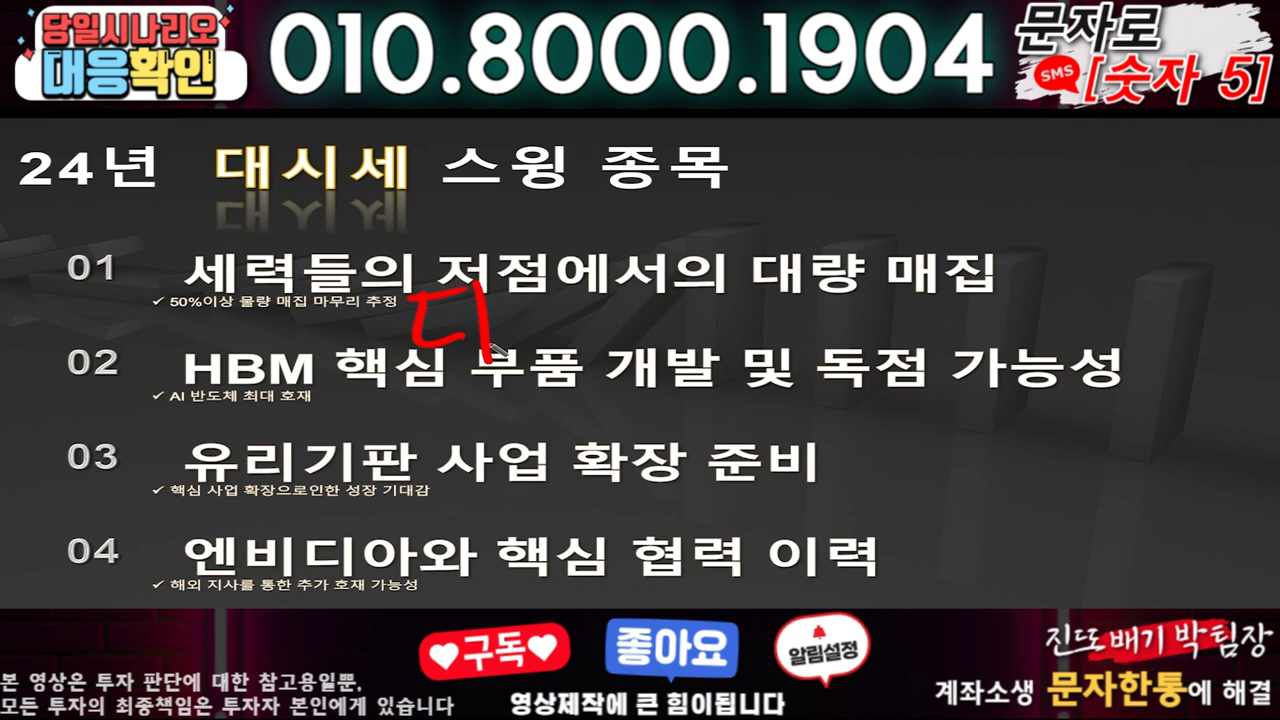 당일시나리오
대응확인
010.8000.1904
문자로
SMS [숫자 5]
24년 대시세 스윙 종목
01 세력들의 저점에서의 대량 매집
✓ 50%이상 물량 매집 마무리 추정
디
02 HBM 핵심 부품 개발 및 독점 가능성
✓ AI 반도체 최대 호재
03 유리기판 사업 확장 준비
✓ 핵심 사업 확장으로인한 성장 기대감
04 엔비디아와 핵심 협력 이력
✓ 해외 지사를 통한 추가 호재 가능성
구독
좋아요
알림설정
영상제작에 큰 힘이됩니다
본 영상은 투자 판단에 대한 참고용일뿐,
모든 투자의 최종책임은 투자자 본인에게 있습니다
진또배기 박팀장
계좌소생 문자한통에 해결